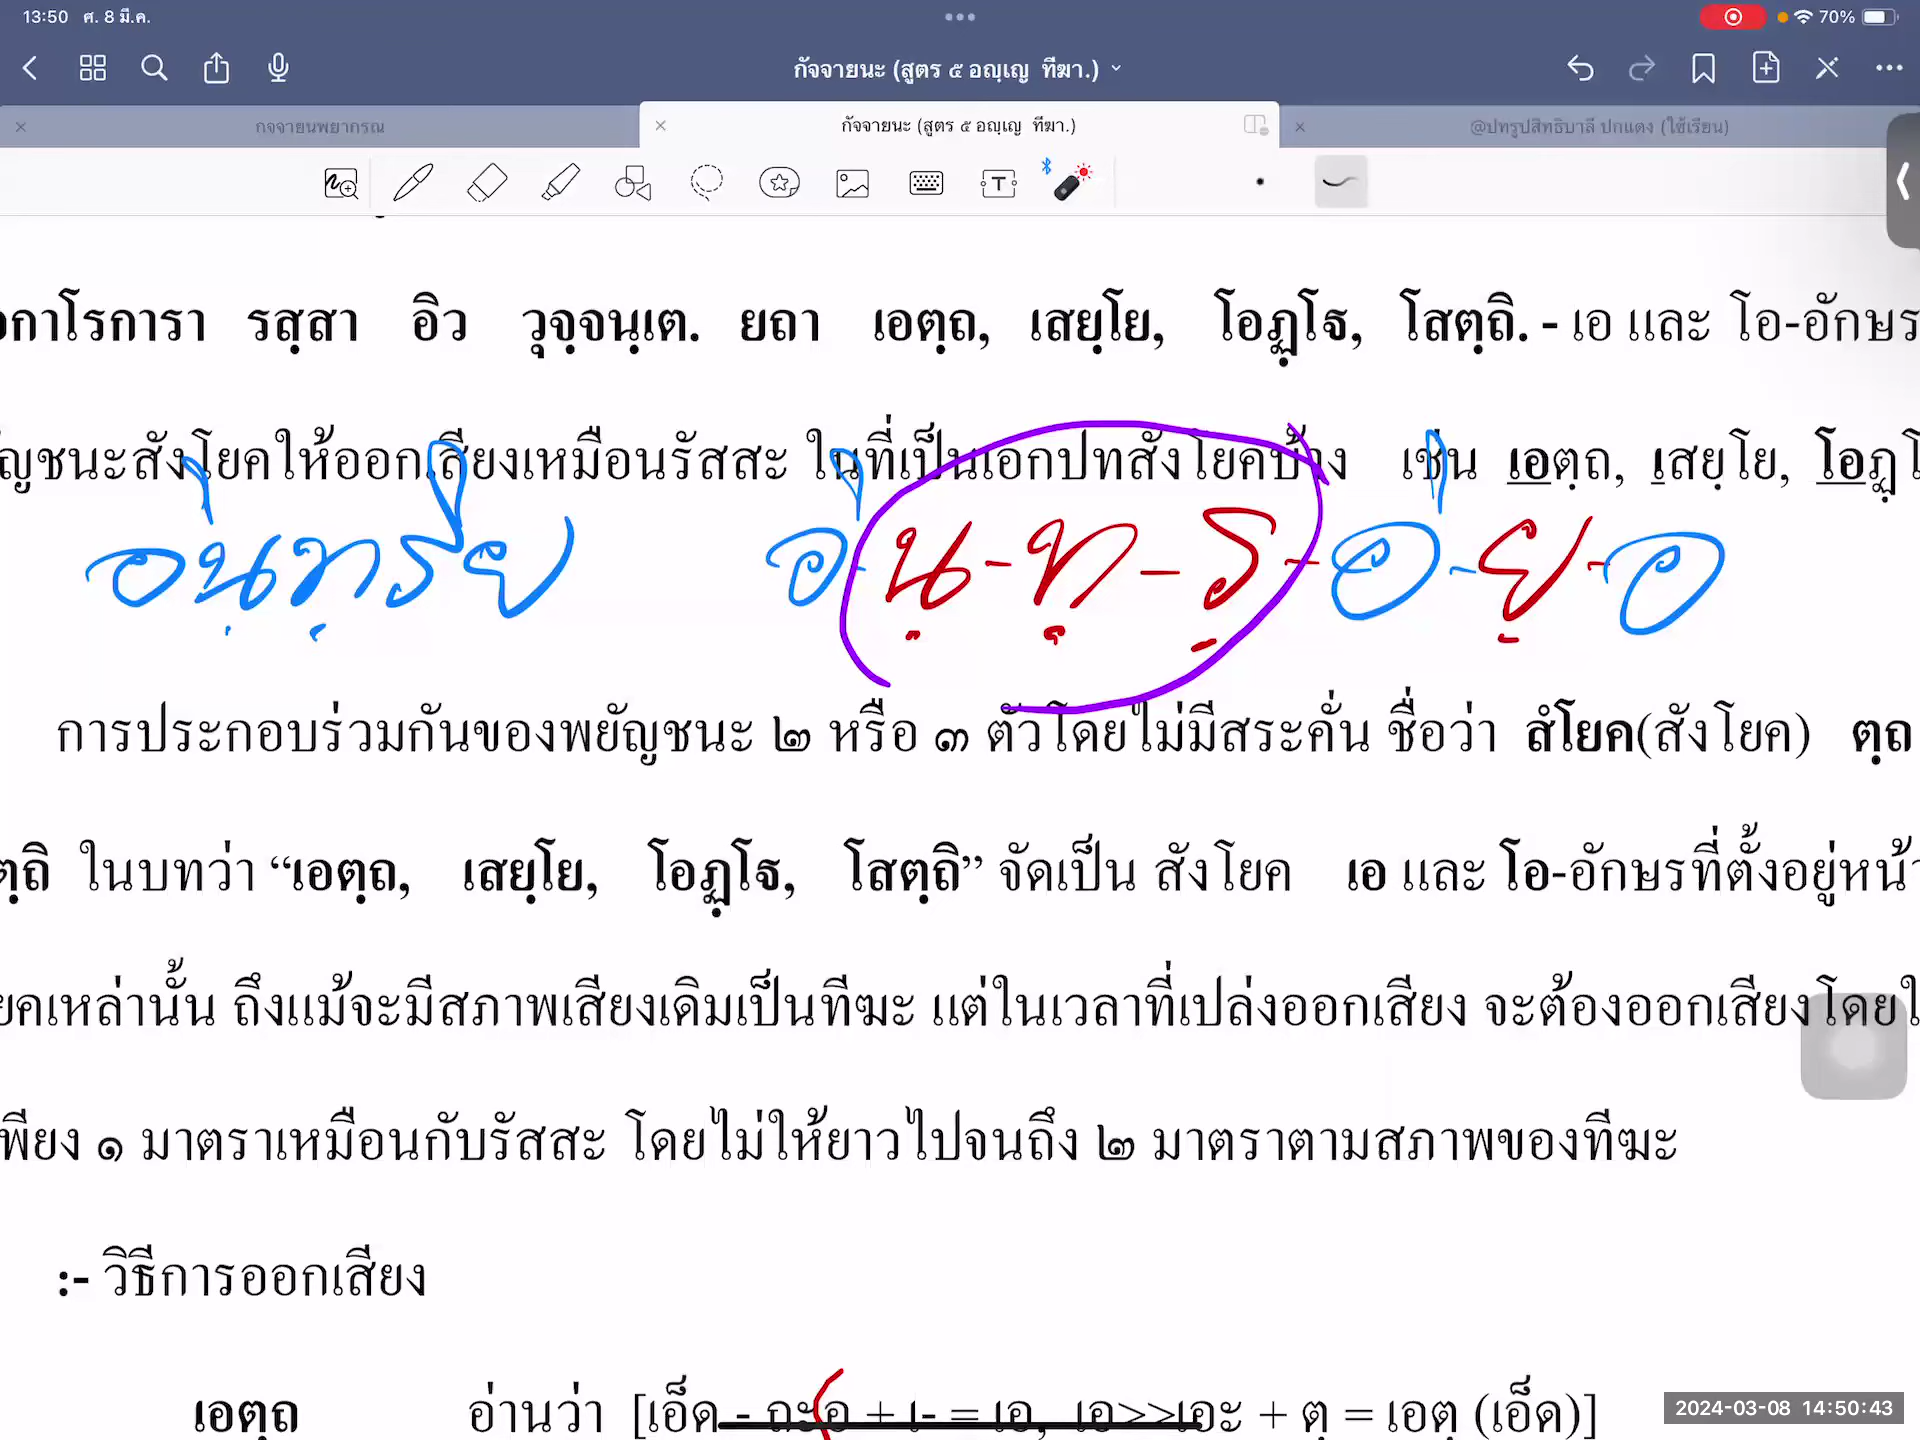 13:50 ศ. 8 มี.ค.
70%
กัจจายนะ (สูตร ๕ อญฺเญ ทีฆา.)
กจจายนพยากรณ
กัจจายนะ (สูตร ๕ อญฺเญ ทีฆา.)
@ปทรูปสิทธิบาลี ปกแดง (ใช้เรียน)
กาโรการา รสฺสา อิว วุจฺจนฺเต. ยถา เอตฺถ, เสยฺโย, โอฏฺโฐ, โสตฺถิ. - เอ และ โอ-อักษร
ัญชนะสังโยคให้ออกเสียงเหมือนรัสสะ ในที่เป็นเอกปทสังโยคบ้าง เช่น เอตฺถ, เสยฺโย, โอฏฺโ
อินฺทฺริย อิ-นฺ-ทฺ-รฺ-อิ-ยฺ-อ
การประกอบร่วมกันของพยัญชนะ ๒ หรือ ๓ ตัวโดยไม่มีสระคั่น ชื่อว่า สํโยค(สังโยค) ตฺถ
ตฺถิ ในบทว่า “เอตฺถ, เสยฺโย, โอฏฺโฐ, โสตฺถิ” จัดเป็น สังโยค เอ และ โอ-อักษรที่ตั้งอยู่หน้า
ยคเหล่านั้น ถึงแม้จะมีสภาพเสียงเดิมเป็นทีฆะ แต่ในเวลาที่เปล่งออกเสียง จะต้องออกเสียงโดยใ
พียง ๑ มาตราเหมือนกับรัสสะ โดยไม่ให้ยาวไปจนถึง ๒ มาตราตามสภาพของทีฆะ
:- วิธีการออกเสียง
เอตฺถ อ่านว่า [เอ็ด - ถะ อ + เ- = เอ, เอ>>เอะ + ตฺ = เอตฺ (เอ็ด)]
2024-03-08 14:50:43